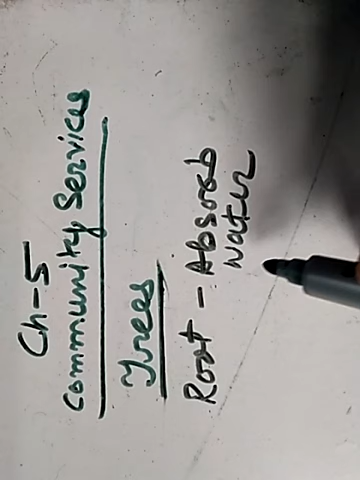 Ch-5
Community Services
Trees
Root - Absorb
water